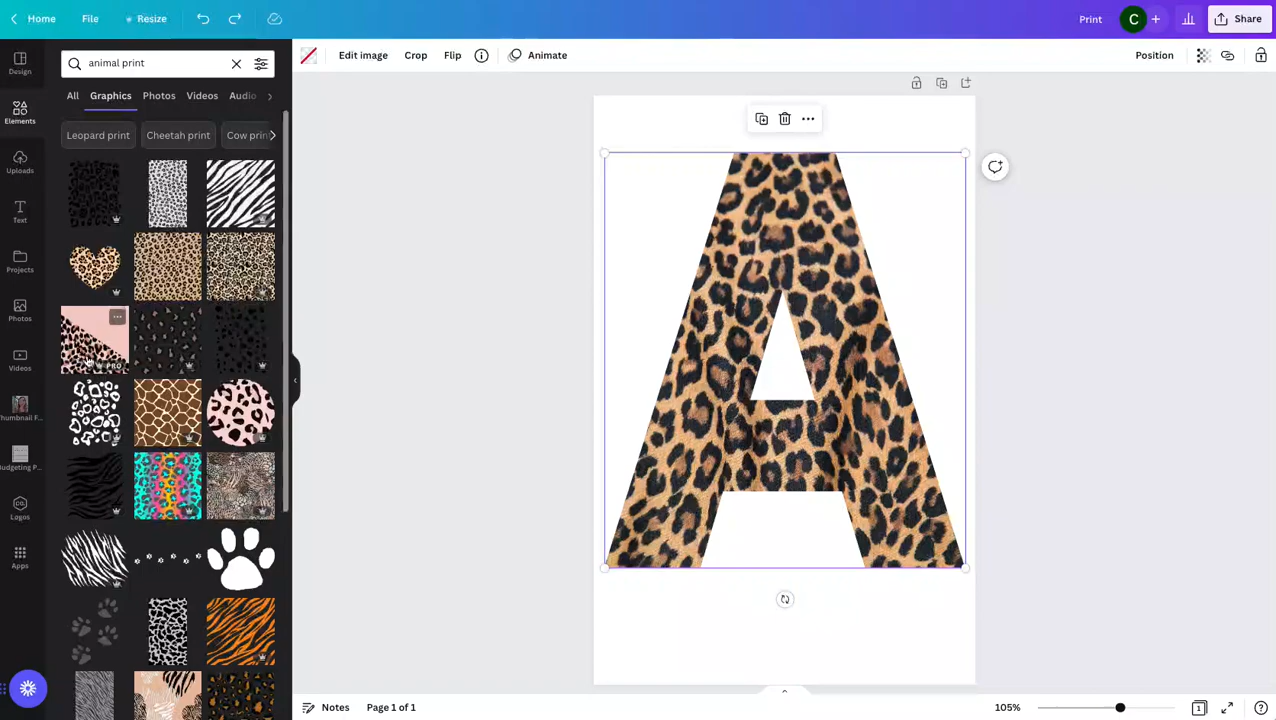 Home File Resize Print C Share
Design
Elements
Uploads
Text
Projects
Photos
Videos
Thumbnail F...
Budgeting P...
Logos
Apps
animal print
All Graphics Photos Videos Audio
Leopard print Cheetah print Cow print
PRO
Edit image Crop Flip Animate Position
A
Notes Page 1 of 1 105% 1